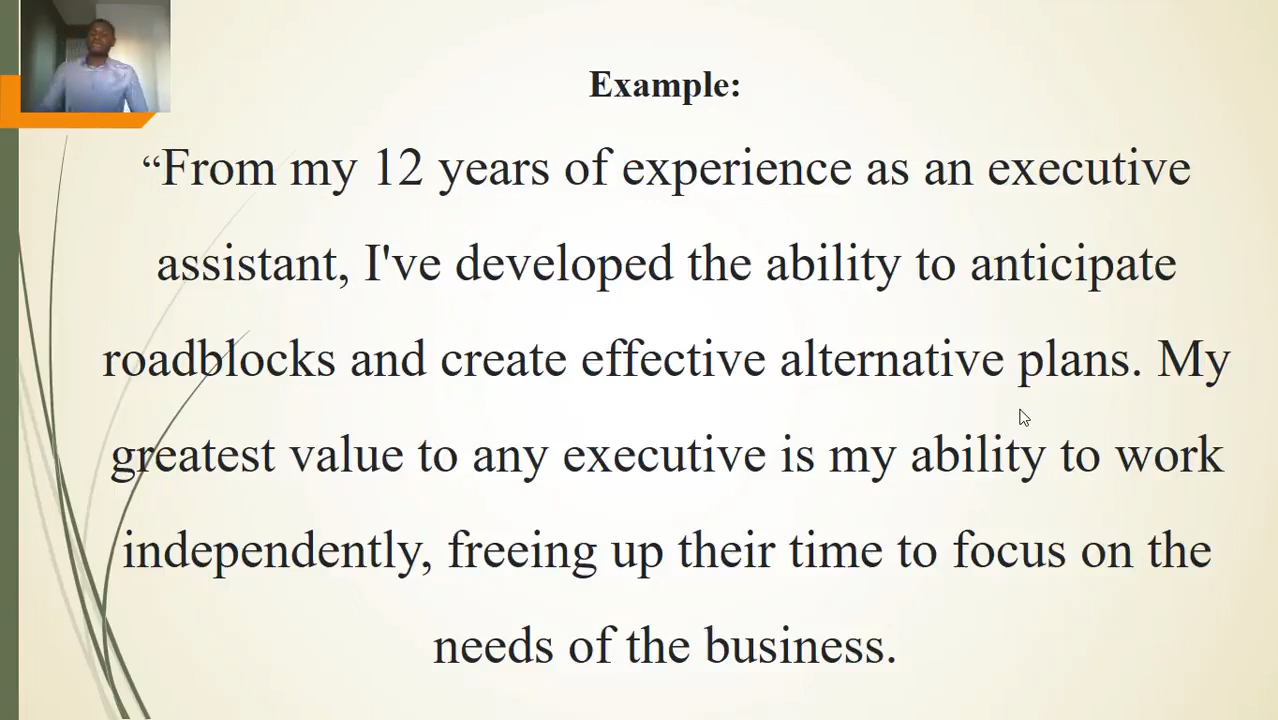 Example:
“From my 12 years of experience as an executive
assistant, I've developed the ability to anticipate
roadblocks and create effective alternative plans. My
greatest value to any executive is my ability to work
independently, freeing up their time to focus on the
needs of the business.